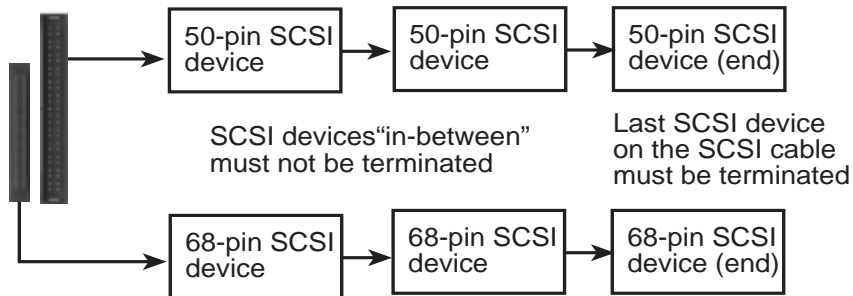 50-pin SCSI
device
50-pin SCSI
device
50-pin SCSI
device (end)
SCSI devices“in-between”
must not be terminated
Last SCSI device
on the SCSI cable
must be terminated
68-pin SCSI
device
68-pin SCSI
device
68-pin SCSI
device (end)